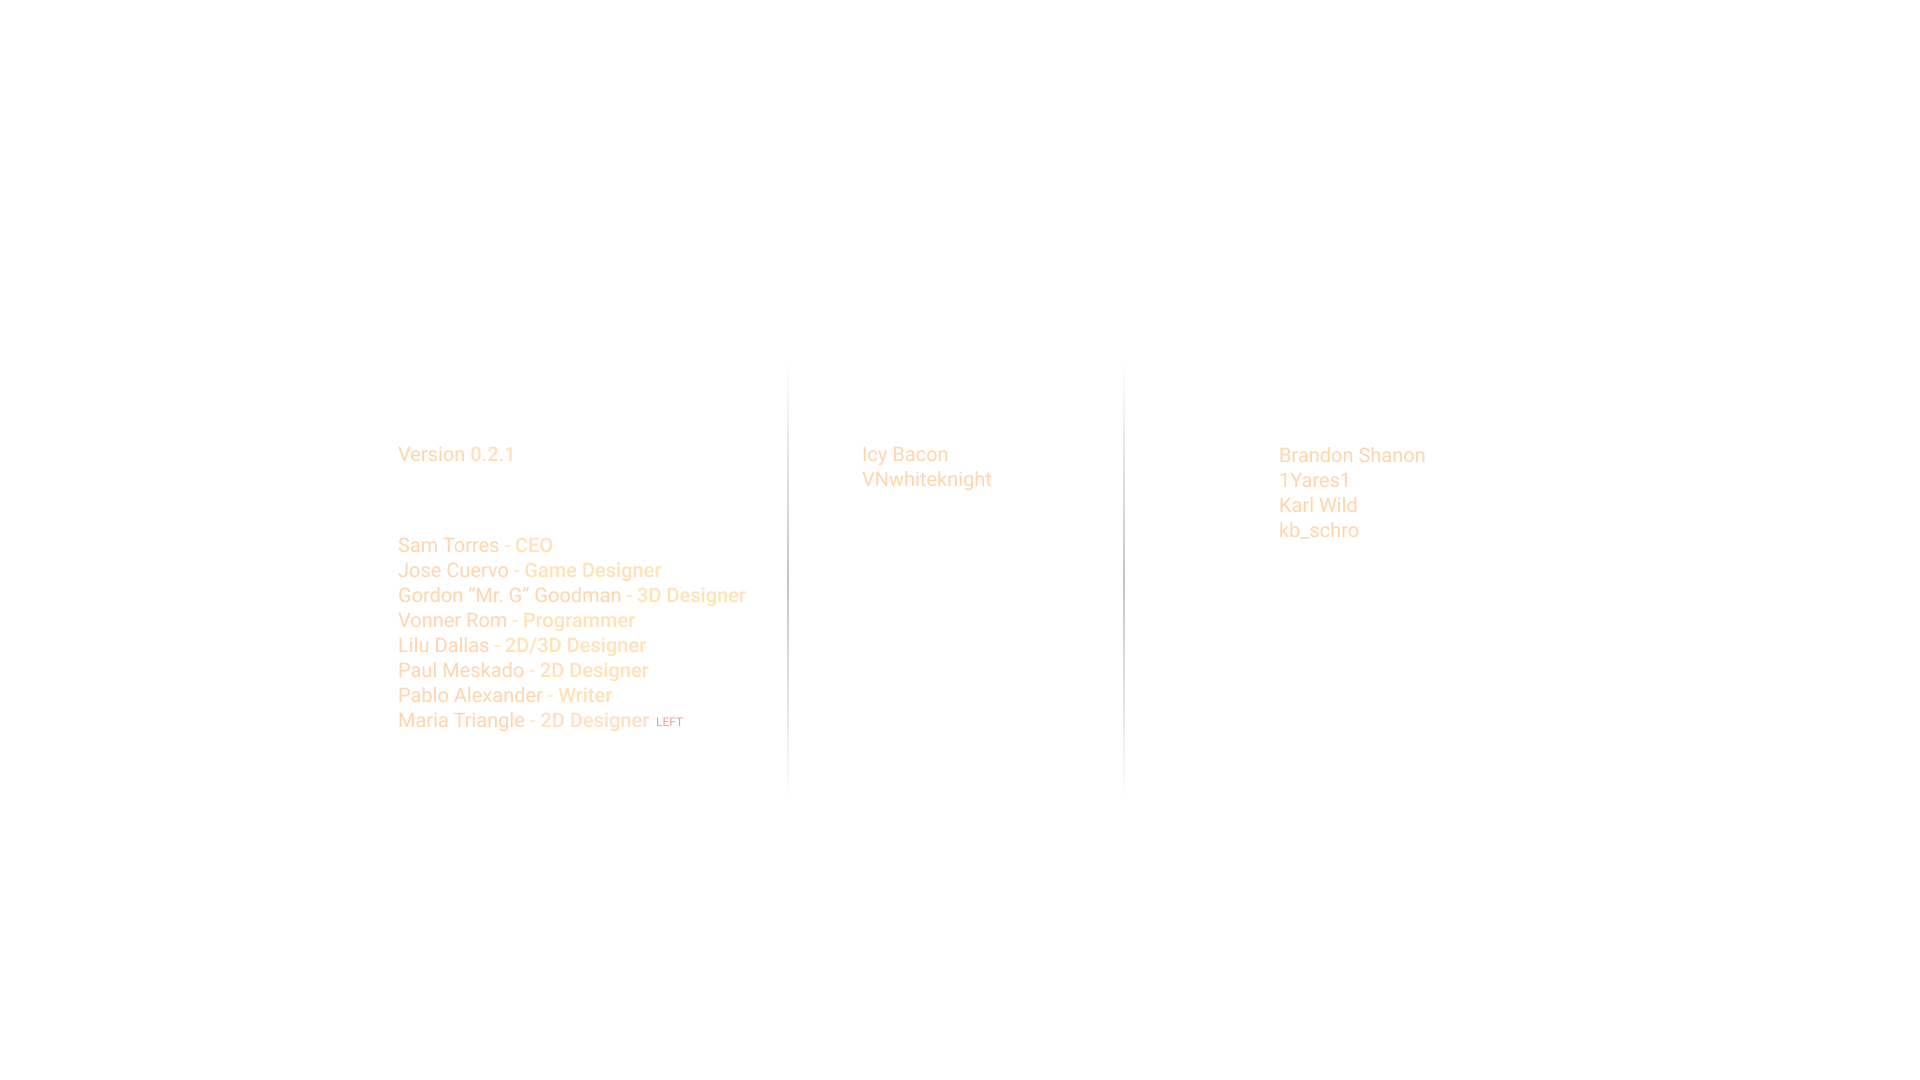 Version 0.2.1
Sam Torres - CEO
Jose Cuervo - Game Designer
Gordon “Mr. G” Goodman - 3D Designer
Vonner Rom - Programmer
Lilu Dallas - 2D/3D Designer
Paul Meskado - 2D Designer
Pablo Alexander - Writer
Maria Triangle - 2D Designer LEFT
Icy Bacon
VNwhiteknight
Brandon Shanon
1Yares1
Karl Wild
kb_schro